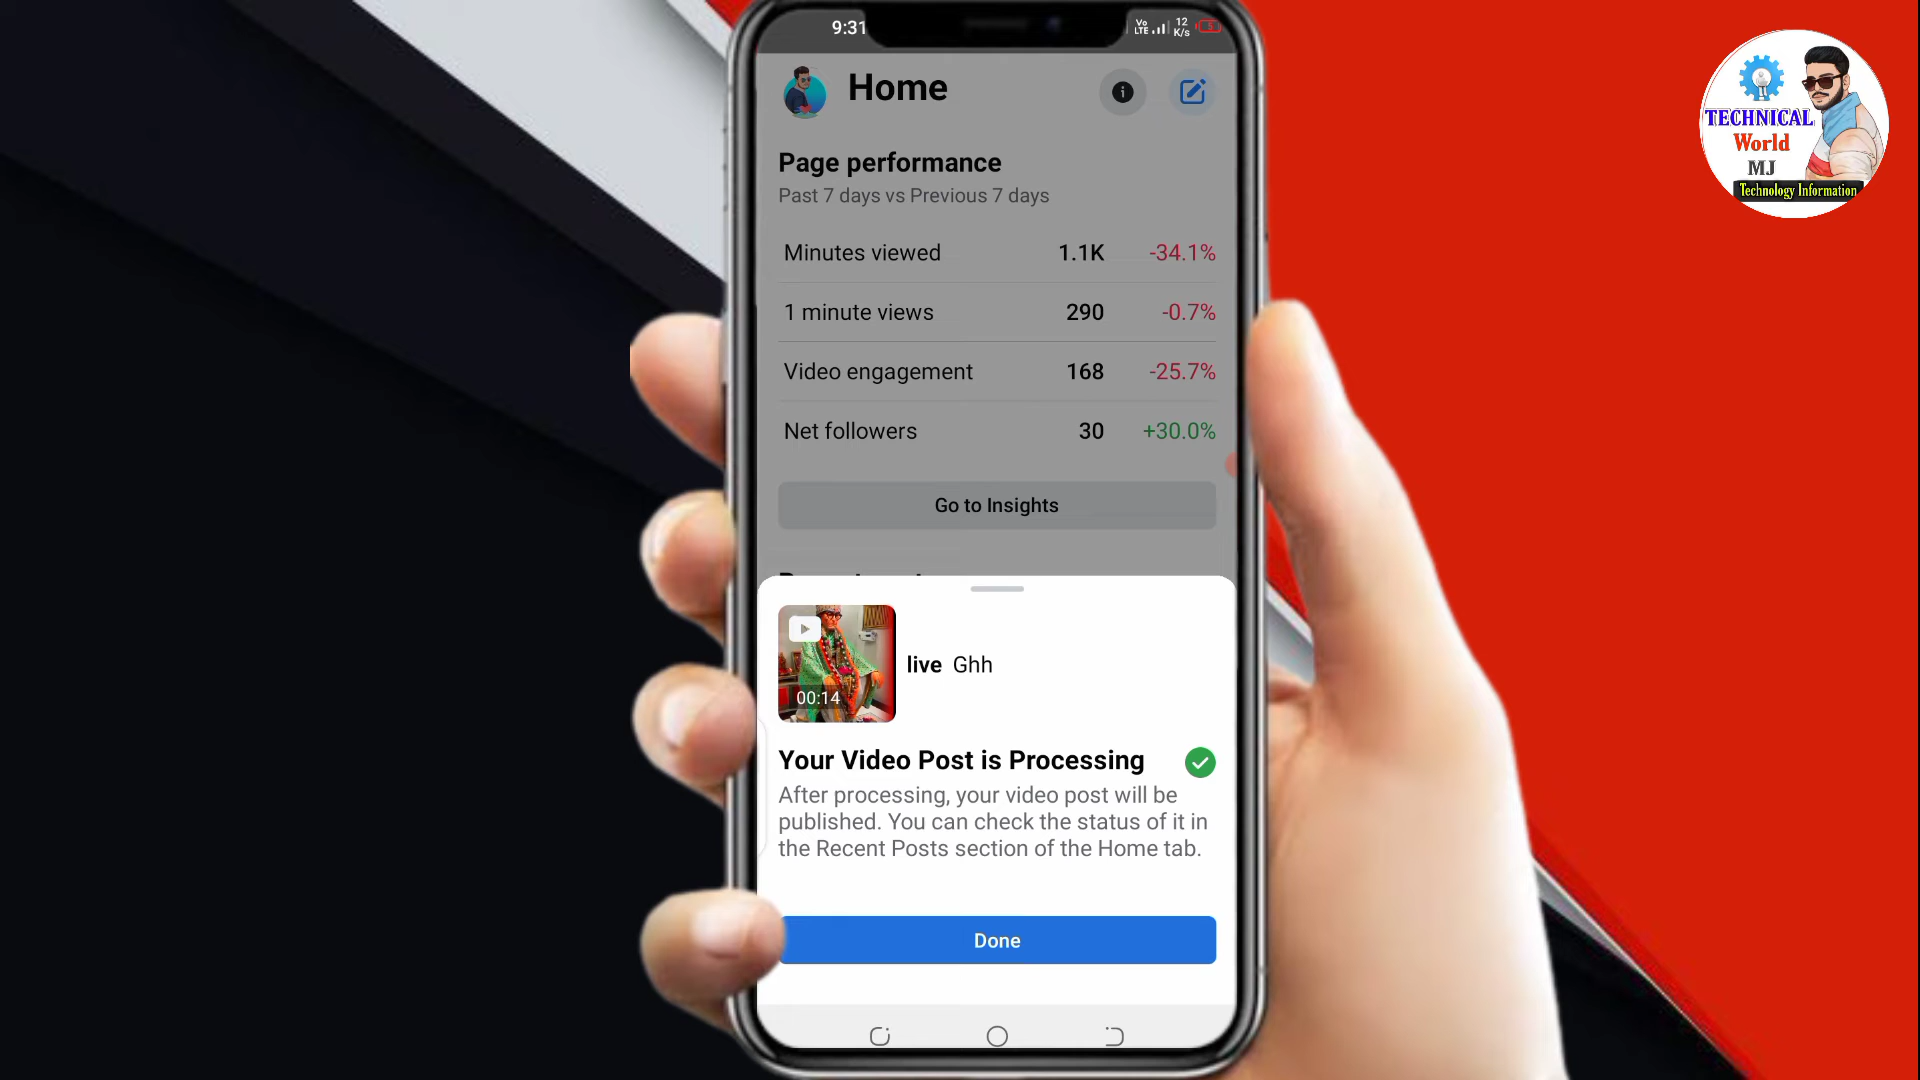 9:31
Vo
LTE
12
K/s
5
Home
TECHNICAL
World
MJ
Technology Information
Page performance
Past 7 days vs Previous 7 days
Minutes viewed 1.1K -34.1%
1 minute views 290 -0.7%
Video engagement 168 -25.7%
Net followers 30 +30.0%
Go to Insights
00:14
live Ghh
Your Video Post is Processing
After processing, your video post will be
published. You can check the status of it in
the Recent Posts section of the Home tab.
Done